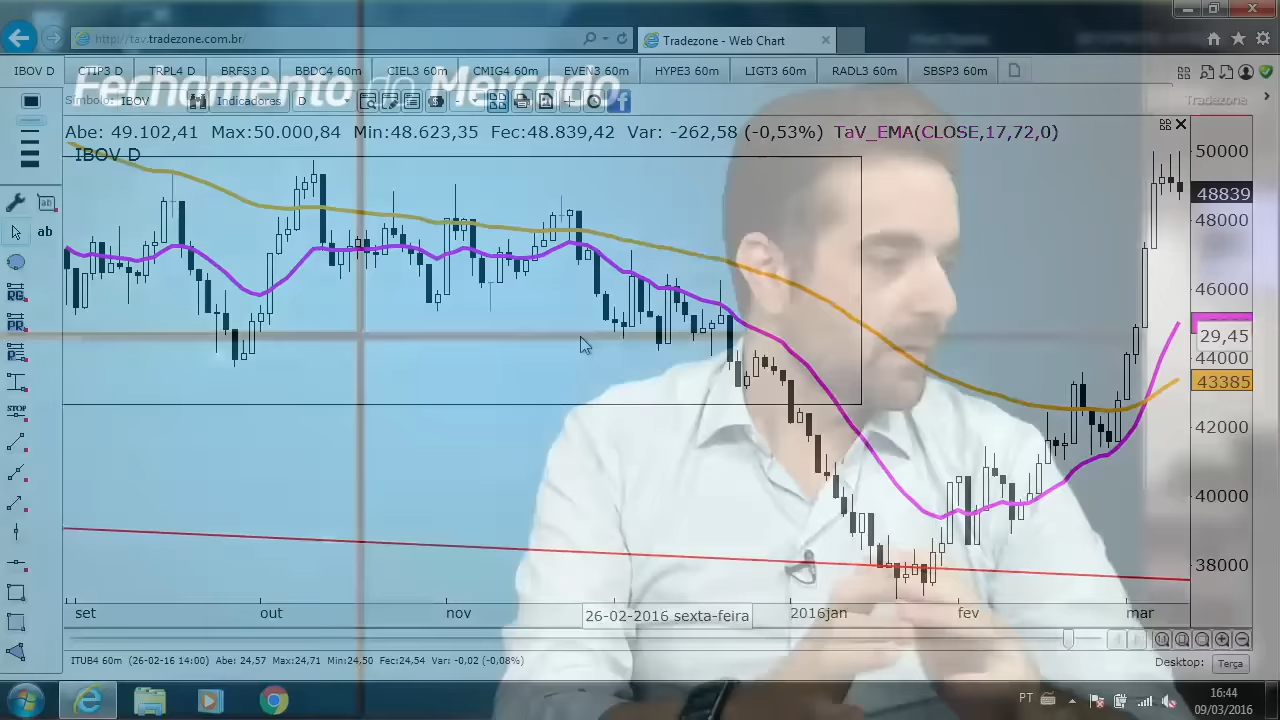 http://tav.tradezone.com.br/
Tradezone - Web Chart
IBOV D CTIP3 D TRPL4 D BRFS3 D BBDC4 60m CIEL3 60m CMIG4 60m EVEN3 60m HYPE3 60m LIGT3 60m RADL3 60m SBSP3 60m
Fechamento do Mercado
Símbolo: IBOV Indicadores D
Tradezone
Abe: 49.102,41 Max:50.000,84 Min:48.623,35 Fec:48.839,42 Var: -262,58 (-0,53%) TaV_EMA(CLOSE,17,72,0)
IBOV D
50000
48839
48000
46000
29,45
44000
43385
42000
40000
38000
ab
ab
RG
PR
STOP
set out nov 26-02-2016 sexta-feira 2016jan fev mar
ITUB4 60m (26-02-16 14:00) Abe: 24,57 Max:24,71 Min:24,50 Fec:24,54 Var: -0,02 (-0,08%)
Desktop: Terça
PT
16:44
09/03/2016